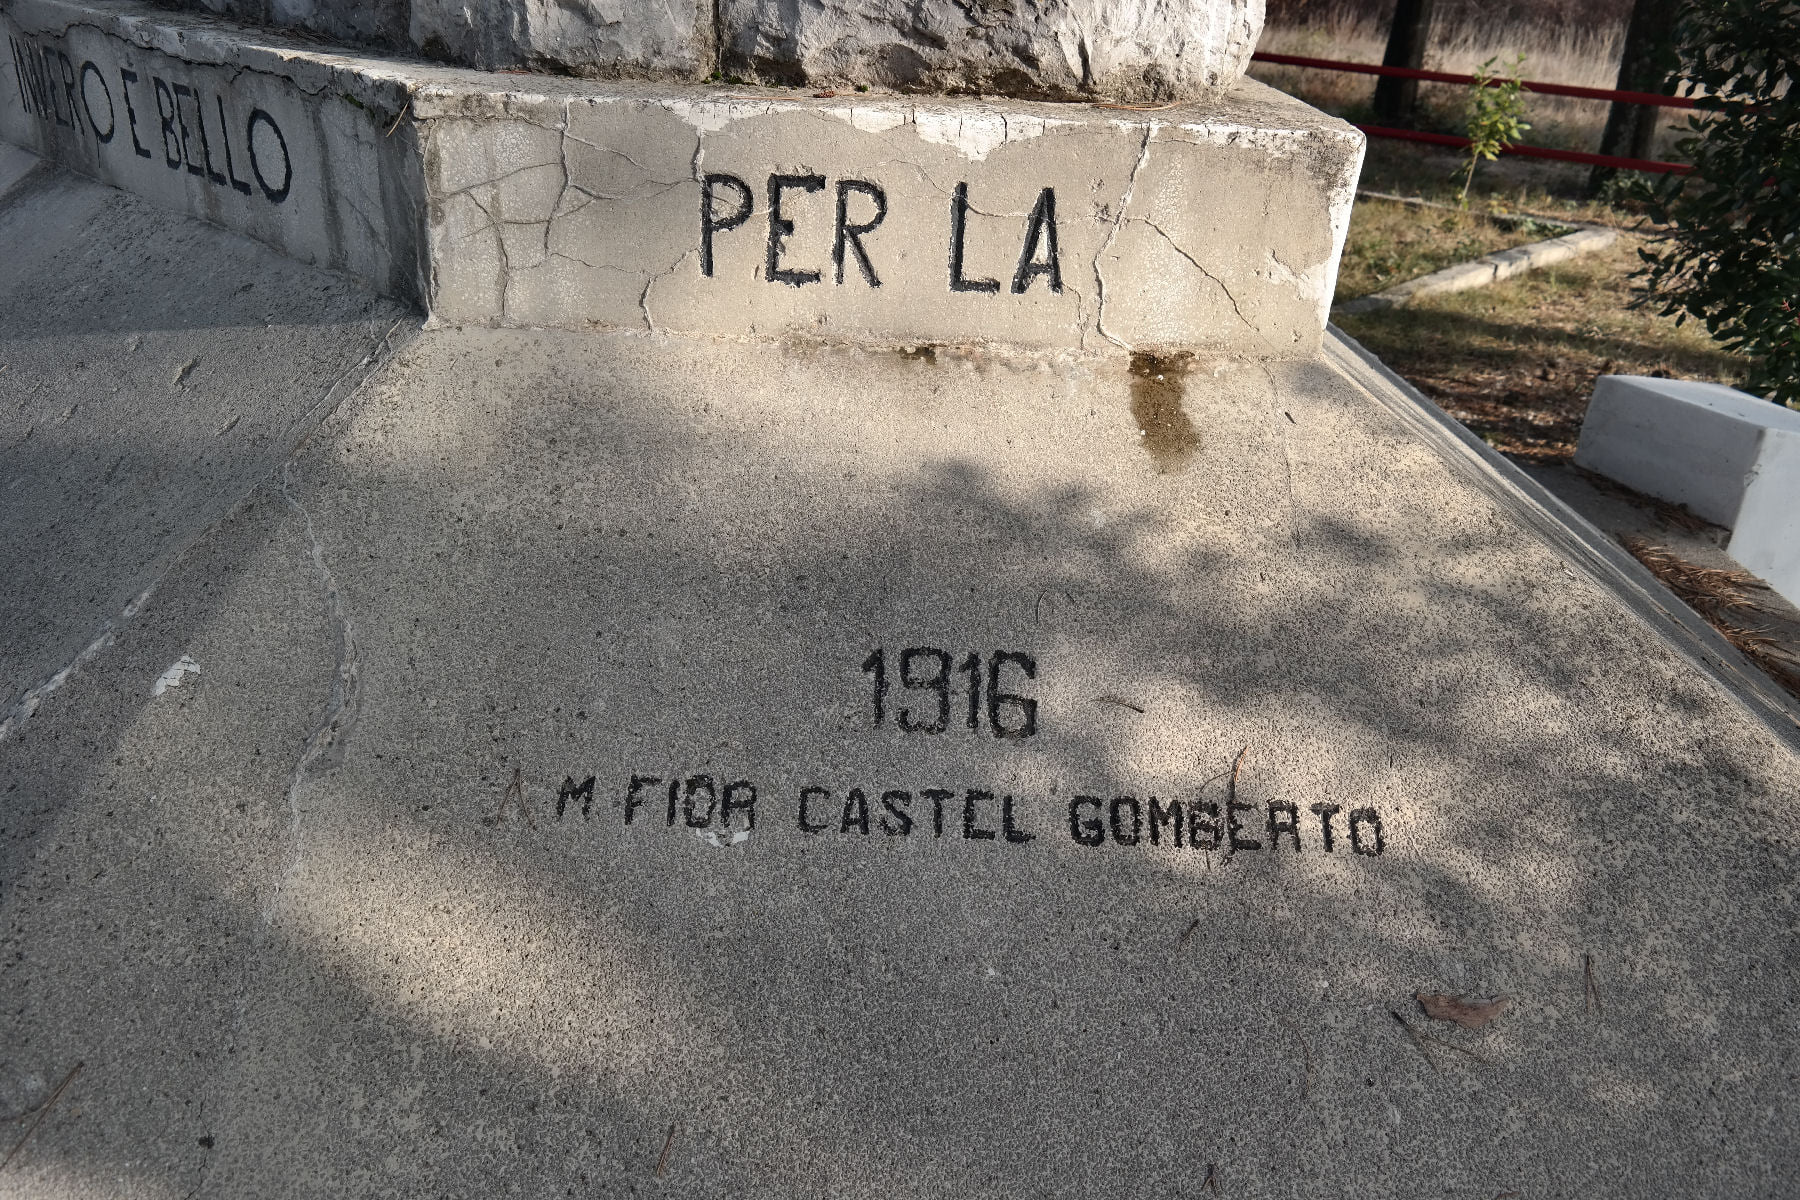 INVERO E BELLO
PER LA
1916
M FIOR CASTEL GOMBERTO